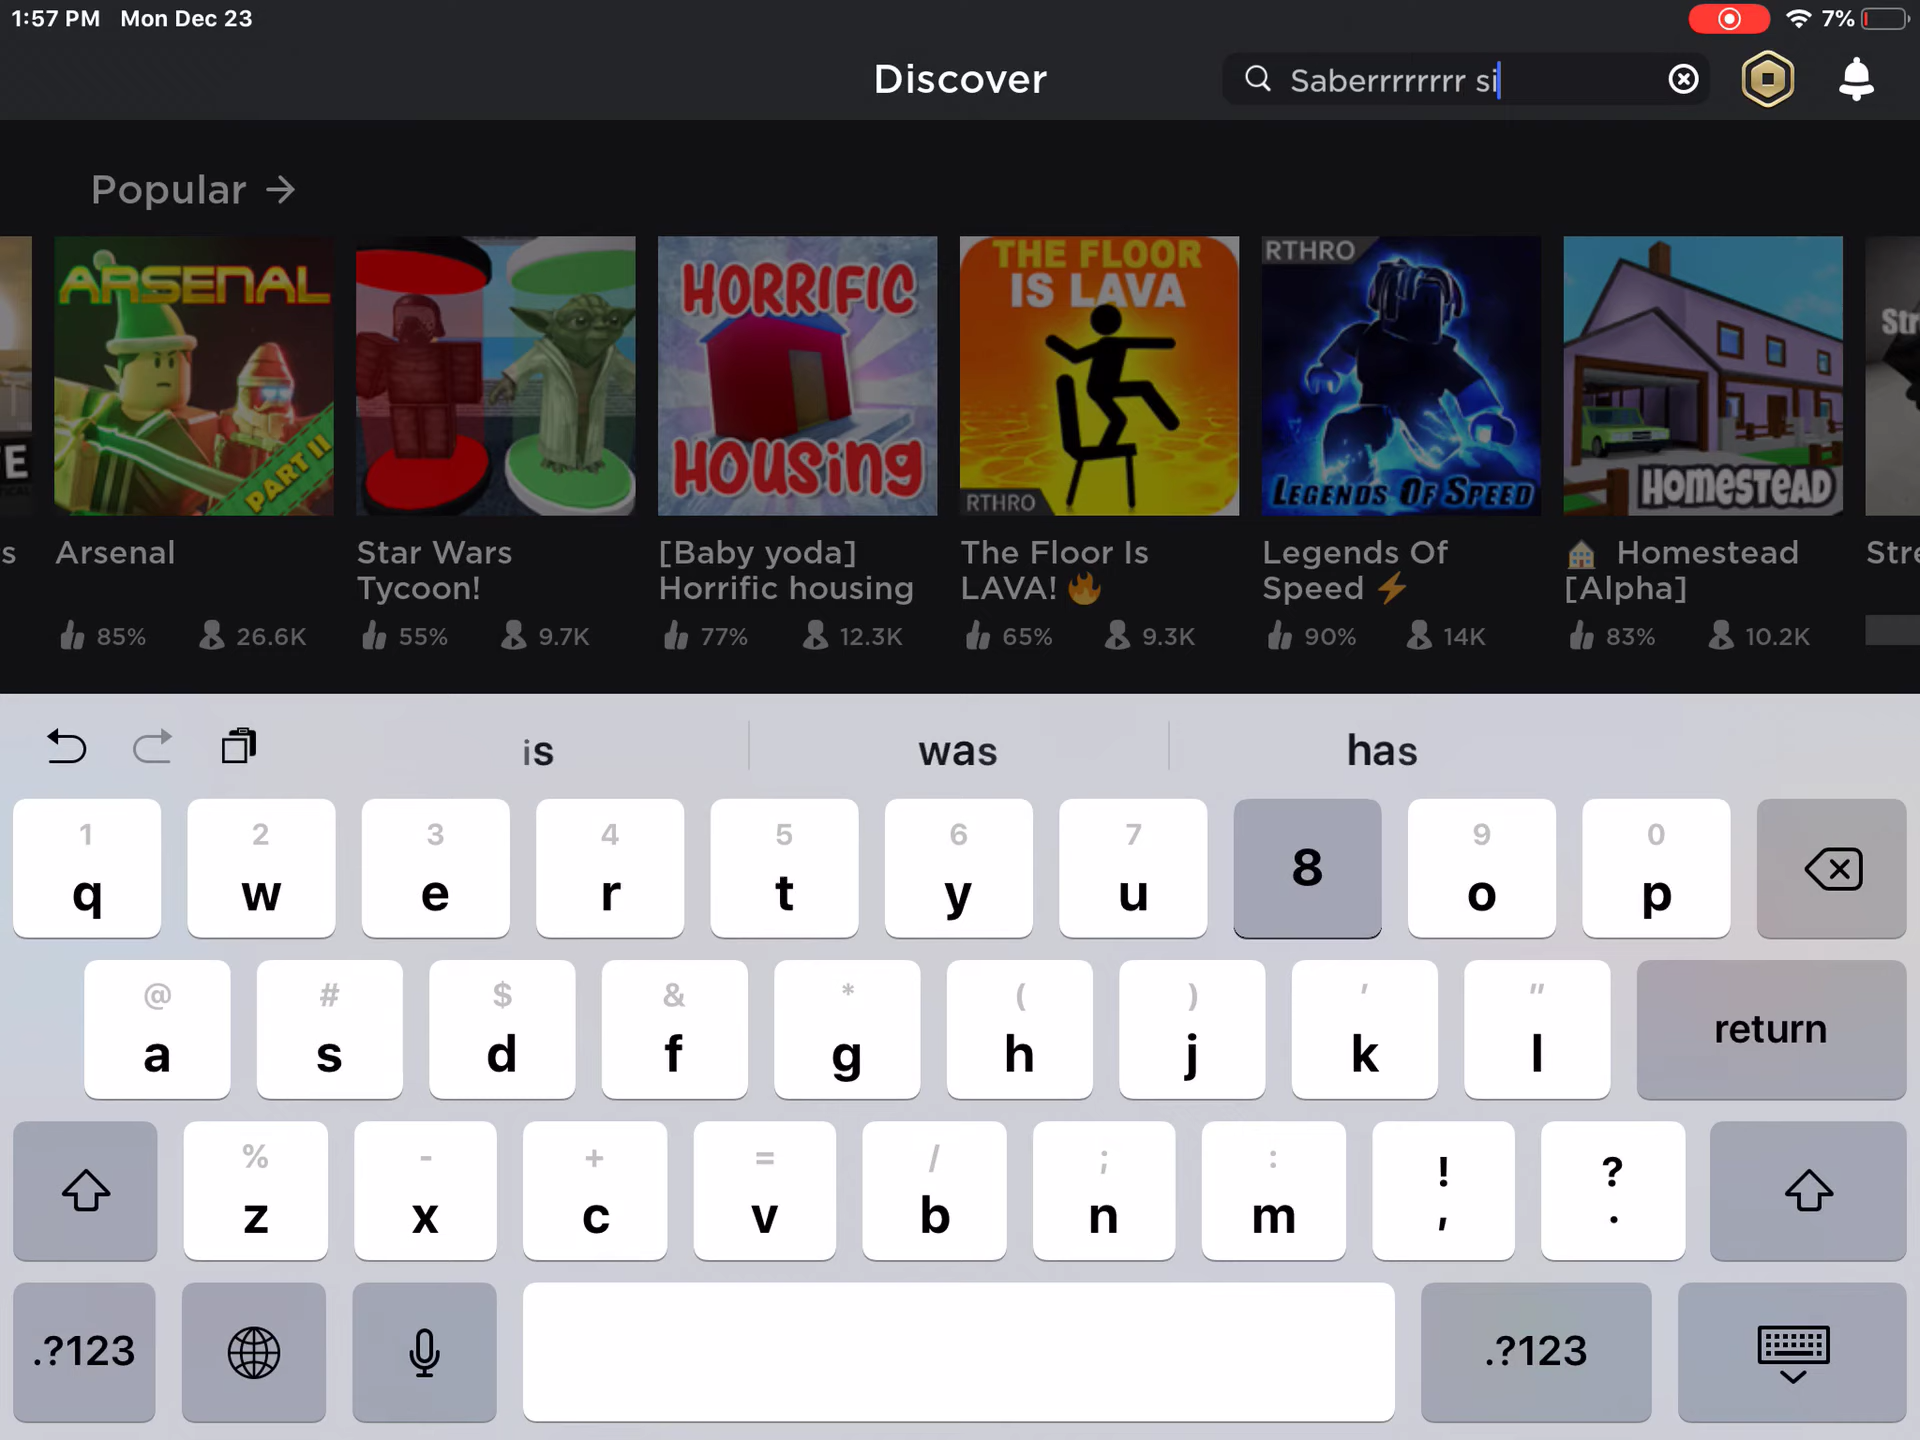 1:57 PM Mon Dec 23
7%
Discover
Saberrrrrrrr si
Popular →
E
ARSENAL
PART II
HORRIFIC
HOUSING
THE FLOOR
IS LAVA
RTHRO
RTHRO
LEGENDS OF SPEED
HOMESTEAD
Str
s
Arsenal
85% 26.6K
Star Wars
Tycoon!
55% 9.7K
[Baby yoda]
Horrific housing
77% 12.3K
The Floor Is
LAVA! 🔥
65% 9.3K
Legends Of
Speed ⚡
90% 14K
🏠 Homestead
[Alpha]
83% 10.2K
Stre
is was has
1 2 3 4 5 6 7 8 9 0
q w e r t y u o p
@ # $ & * ( ) ' "
a s d f g h j k l return
% - + = / ; : ! ?
z x c v b n m , .
.?123 .?123